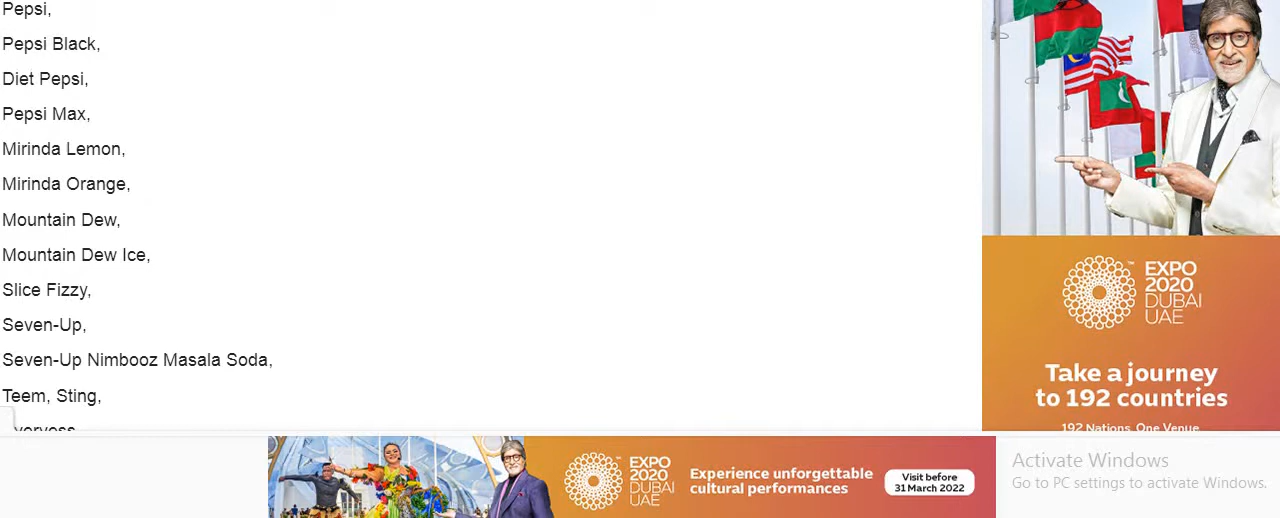 Pepsi,
Pepsi Black,
Diet Pepsi,
Pepsi Max,
Mirinda Lemon,
Mirinda Orange,
Mountain Dew,
Mountain Dew Ice,
Slice Fizzy,
Seven-Up,
Seven-Up Nimbooz Masala Soda,
Teem, Sting,
EXPO
2020
DUBAI
UAE
™
Take a journey
to 192 countries
192 Nations. One Venue.
EXPO
2020
DUBAI
UAE
Experience unforgettable
cultural performances
Visit before
31 March 2022
Activate Windows
Go to PC settings to activate Windows.